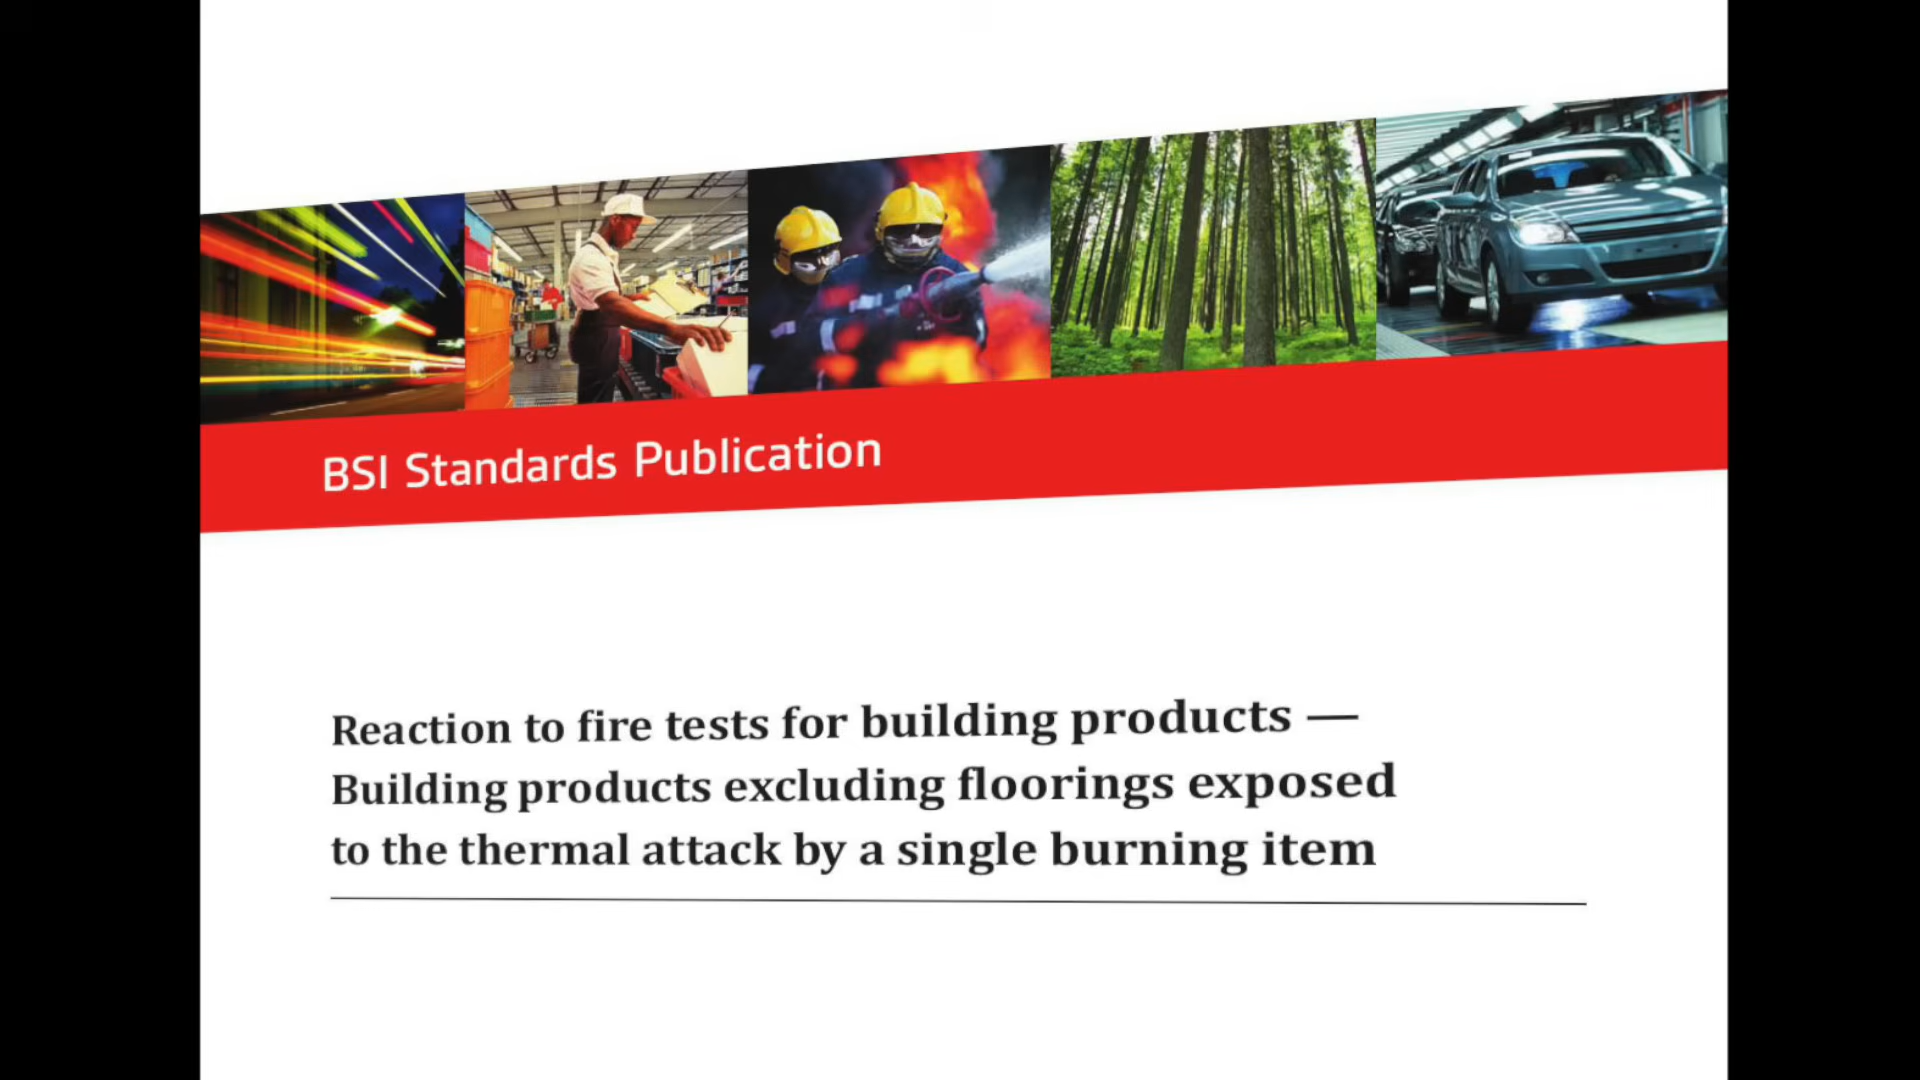 BSI Standards Publication
Reaction to fire tests for building products —
Building products excluding floorings exposed
to the thermal attack by a single burning item